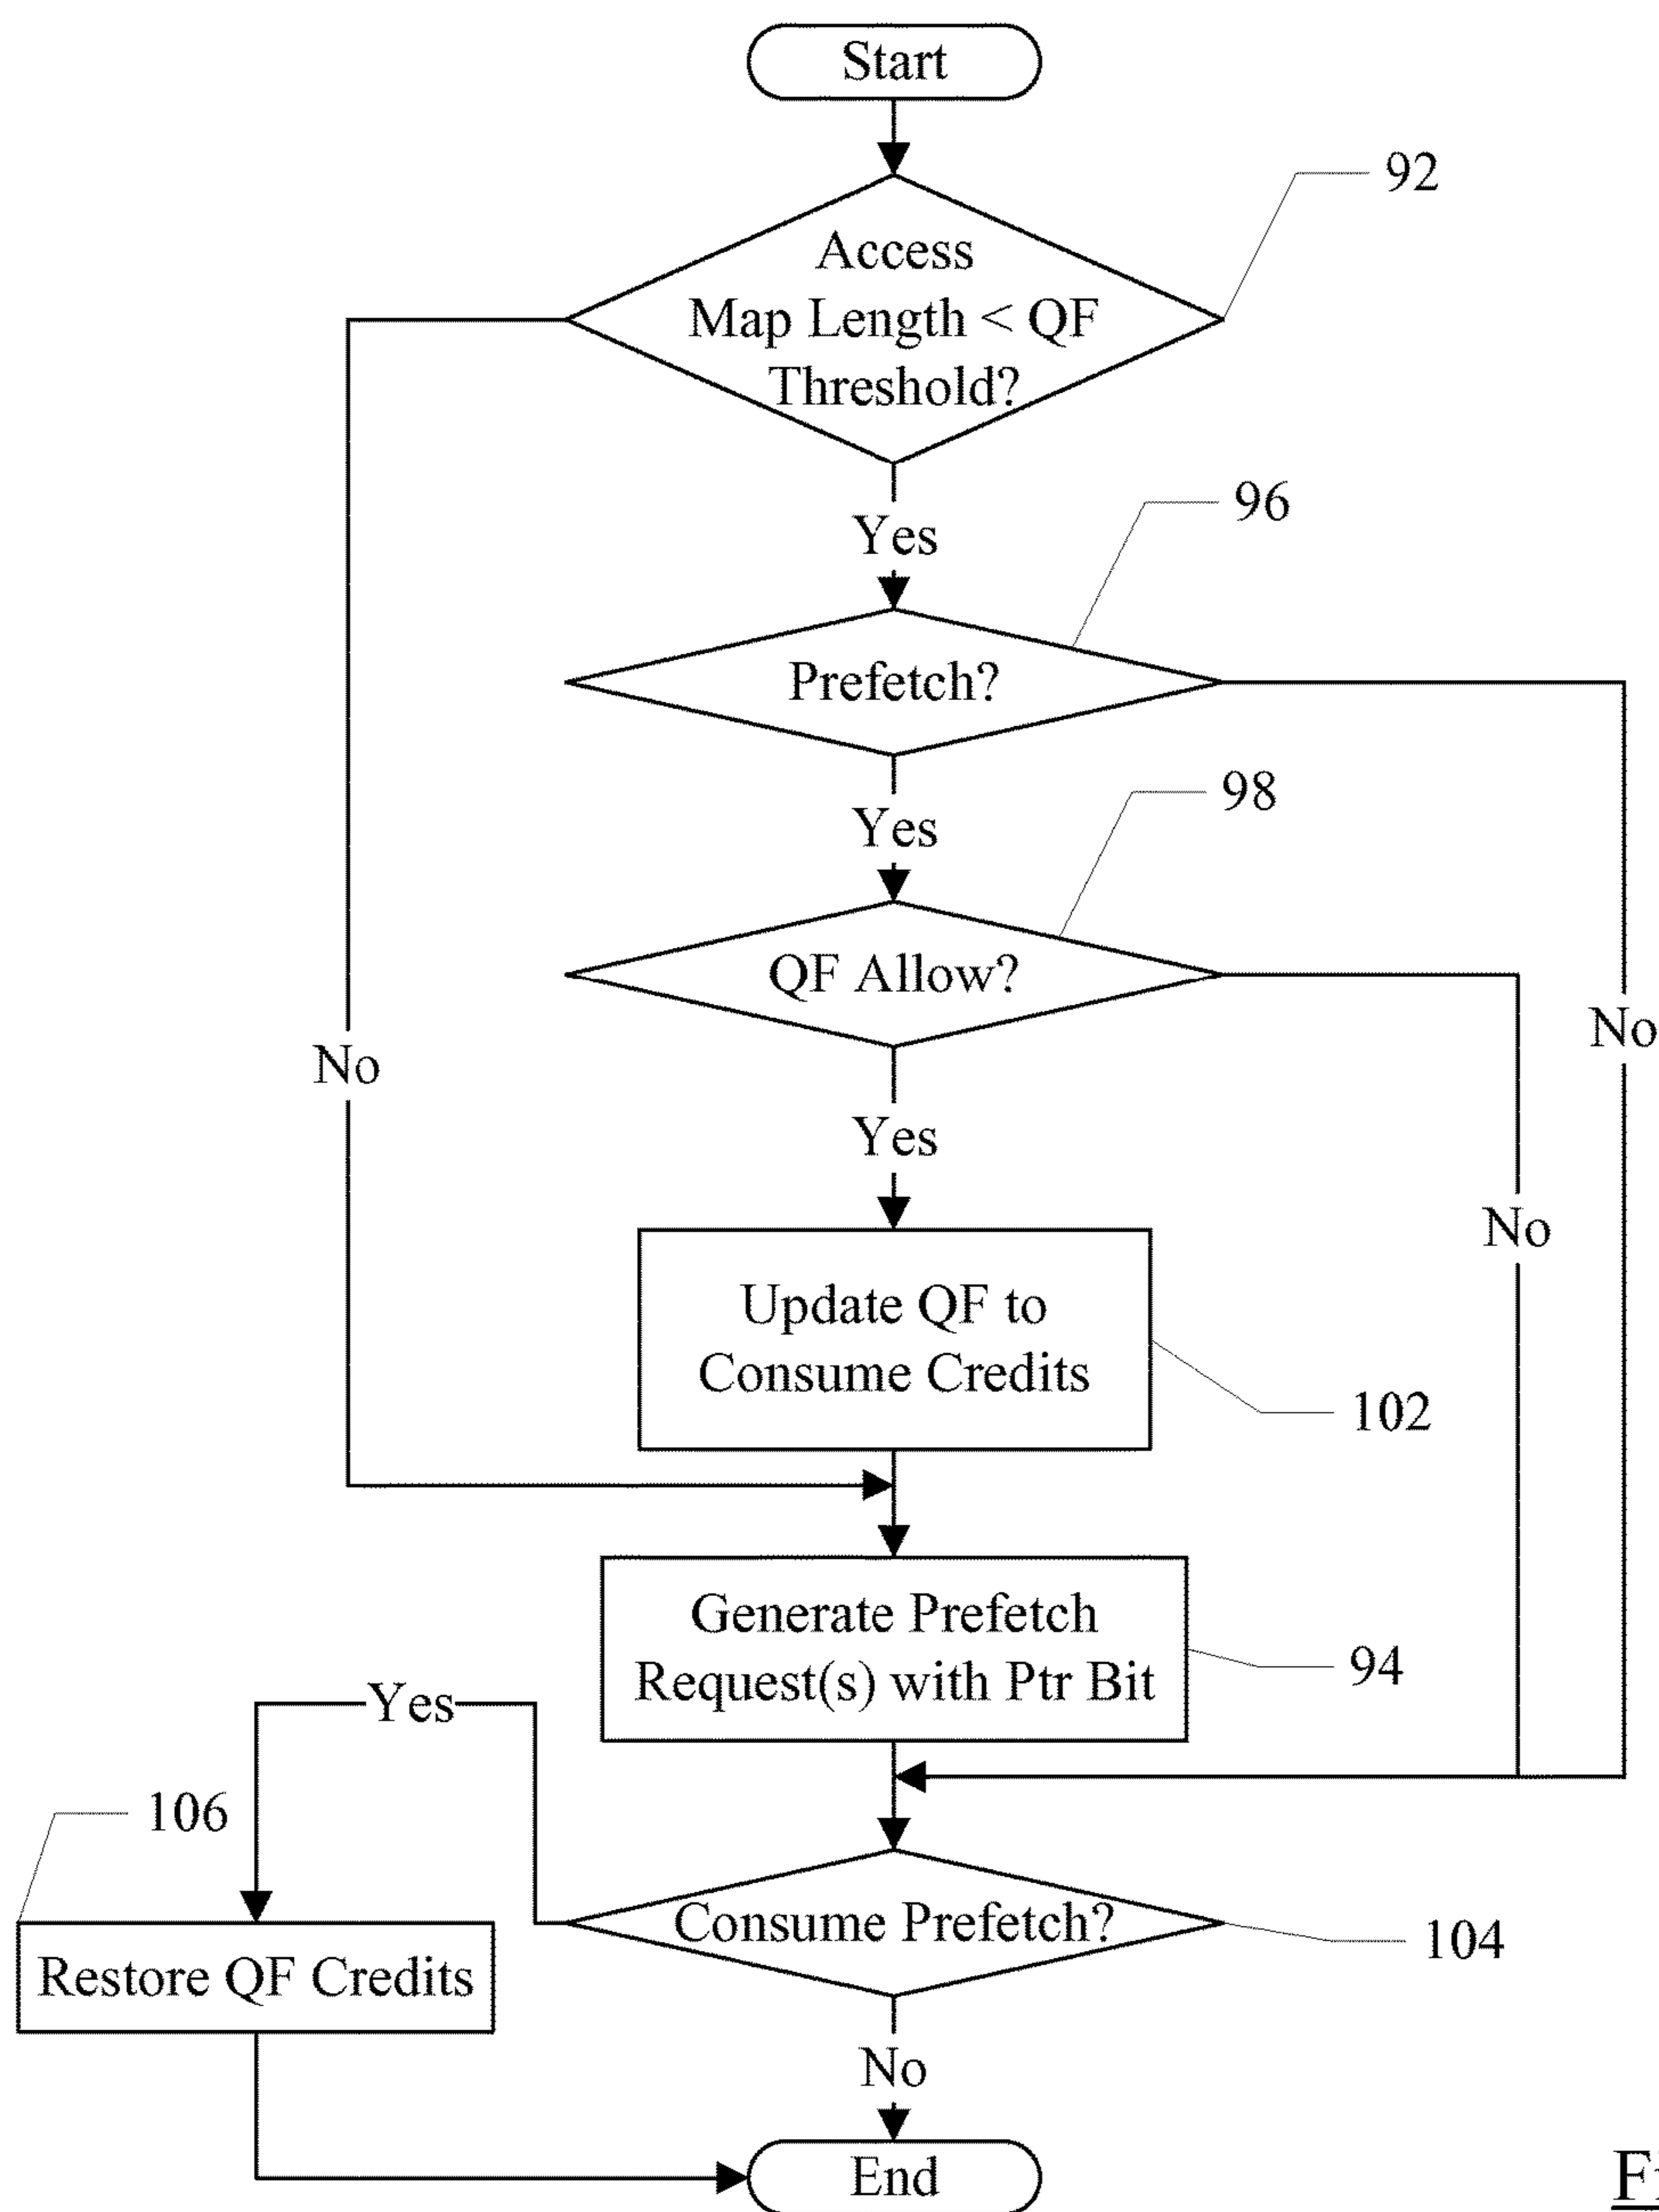 Start
92
Access
Map Length < QF
Threshold?
Yes
96
Prefetch?
98
Yes
QF Allow?
No
No
Yes
No
Update QF to
Consume Credits
102
Generate Prefetch
Request(s) with Ptr Bit
94
Yes
106
Consume Prefetch?
104
Restore QF Credits
No
End